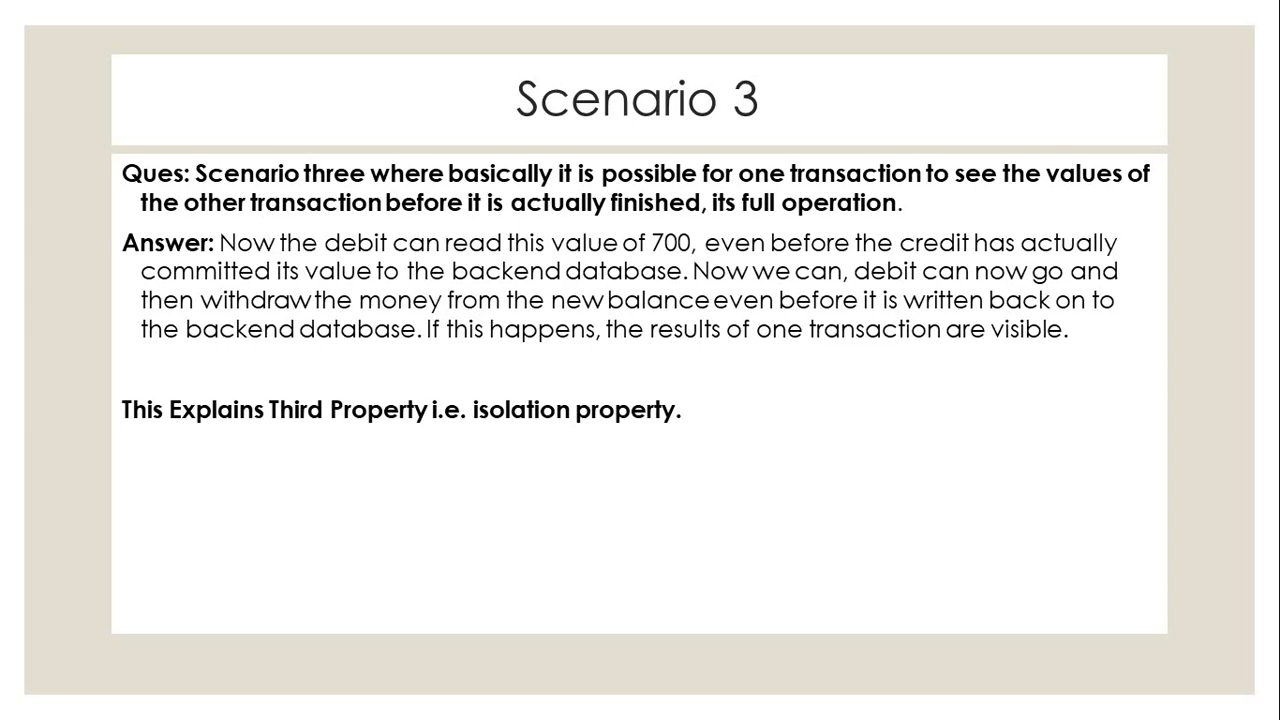 Scenario 3
Ques: Scenario three where basically it is possible for one transaction to see the values of
the other transaction before it is actually finished, its full operation.
Answer: Now the debit can read this value of 700, even before the credit has actually
committed its value to the backend database. Now we can, debit can now go and
then withdraw the money from the new balance even before it is written back on to
the backend database. If this happens, the results of one transaction are visible.
This Explains Third Property i.e. isolation property.